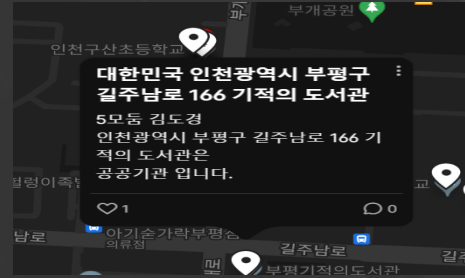 부개공원
인천구산초등학교
대한민국 인천광역시 부평구
길주남로 166 기적의 도서관
5모둠 김도경
인천광역시 부평구 길주남로 166 기
적의 도서관은
공공기관 입니다.
1
0
아기숟가락부평점
의류점
남로
길주남로
부평기적의도서관